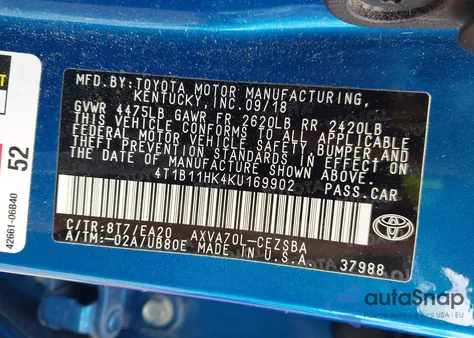 MFD.BY:TOYOTA MOTOR MANUFACTURING,
KENTUCKY, INC.09/18
GVWR 4475LB GAWR FR 2620LB RR 2420LB
THIS VEHICLE CONFORMS TO ALL APPLICABLE
FEDERAL MOTOR VEHICLE SAFETY, BUMPER AND
THEFT PREVENTION STANDARDS IN EFFECT ON
THE DATE OF MANUFACTURE SHOWN ABOVE.
4T1B11HK4KU169902 PASS.CAR
C/TR:8T7/EA20 AXVA70L-CEZSBA
A/TM:-02A/UB80E MADE IN U.S.A.
37988
TOYOTA
52
42661-06B40
autoSnap